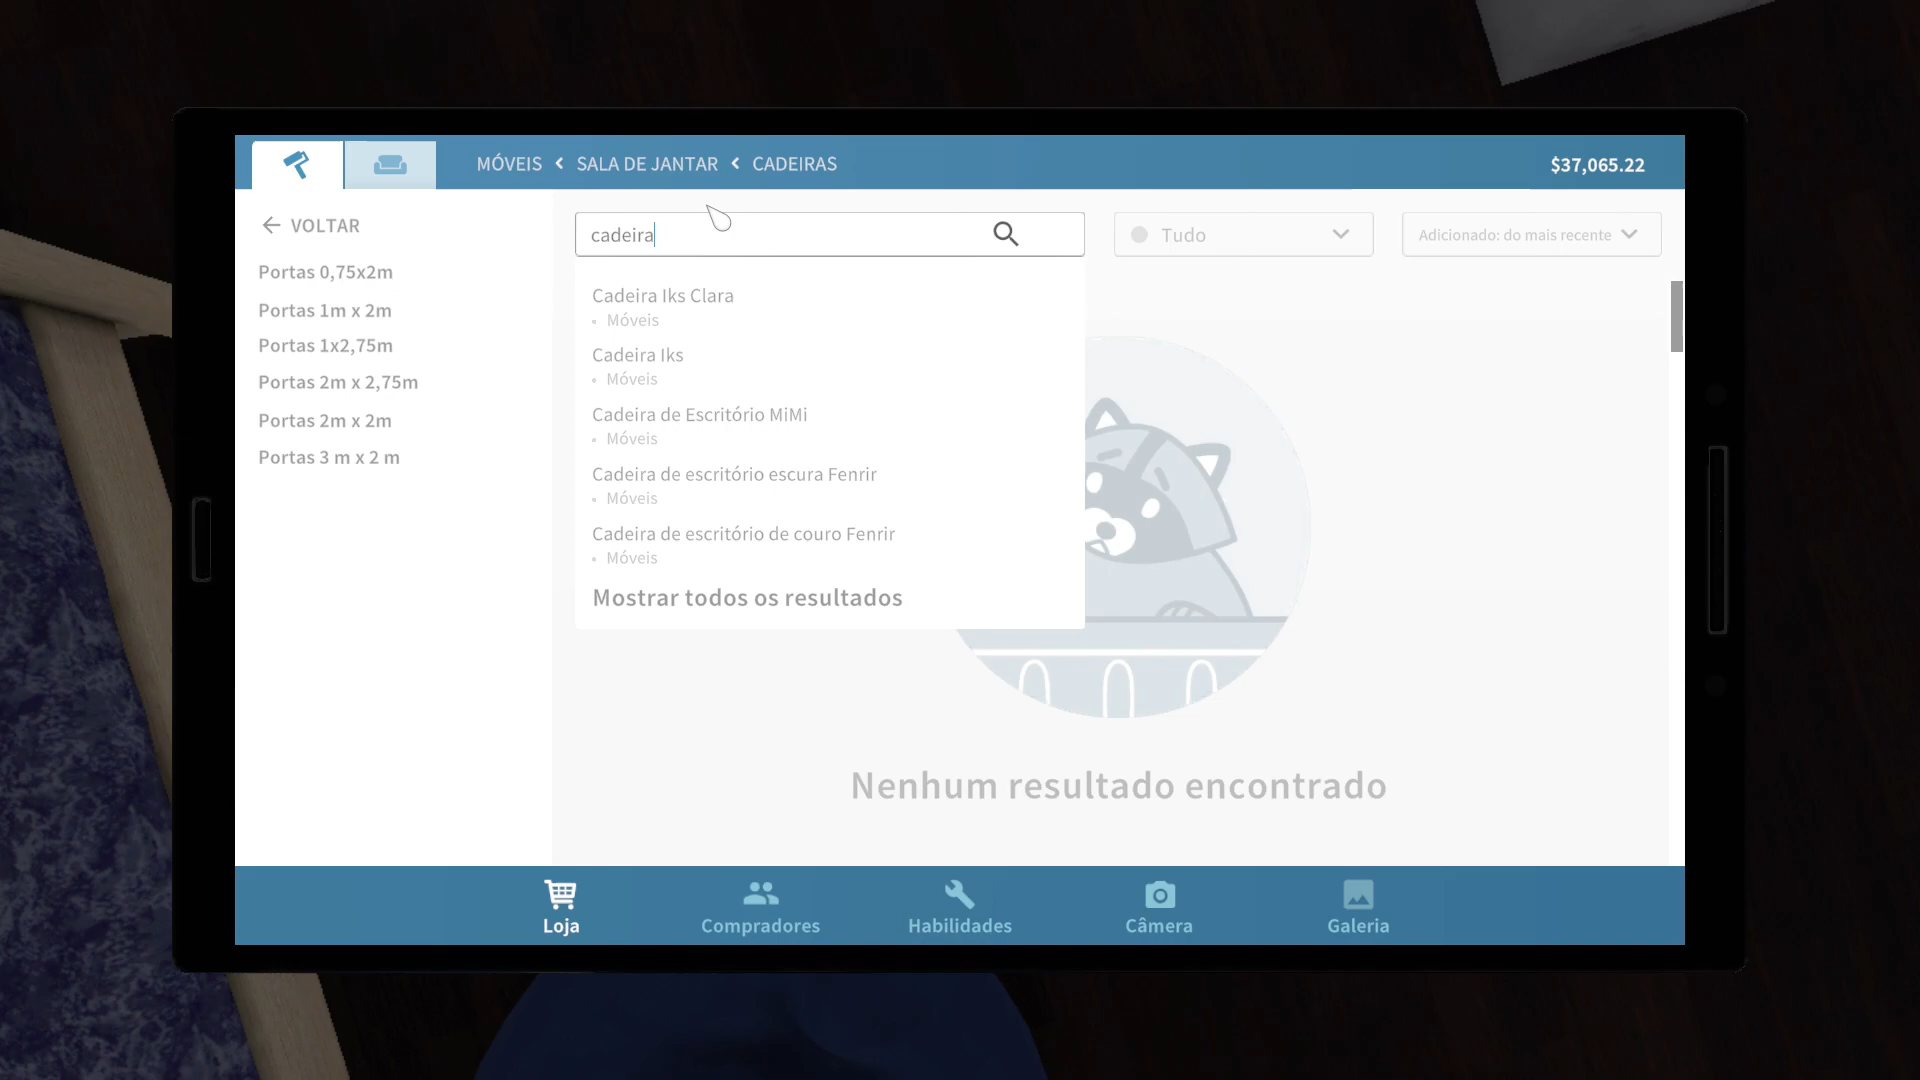 MÓVEIS < SALA DE JANTAR < CADEIRAS
$37,065.22
VOLTAR
Portas 0,75x2m
Portas 1m x 2m
Portas 1x2,75m
Portas 2m x 2,75m
Portas 2m x 2m
Portas 3 m x 2 m
cadeira
Tudo
Adicionado: do mais recente
Cadeira Iks Clara
• Móveis
Cadeira Iks
• Móveis
Cadeira de Escritório MiMi
• Móveis
Cadeira de escritório escura Fenrir
• Móveis
Cadeira de escritório de couro Fenrir
• Móveis
Mostrar todos os resultados
Nenhum resultado encontrado
Loja
Compradores
Habilidades
Câmera
Galeria